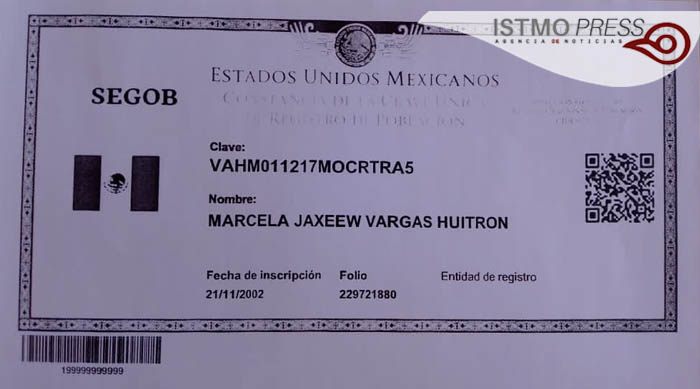 ISTMO PRESS
AGENCIA DE NOTICIAS
ESTADOS UNIDOS MEXICANOS
SEGOB
CONSTANCIA DE LA CLAVE ÚNICA
DE REGISTRO DE POBLACIÓN
Clave:
VAHM011217MOCRTRA5
Nombre:
MARCELA JAXEEW VARGAS HUITRON
Fecha de inscripción Folio Entidad de registro
21/11/2002 229721880
199999999999